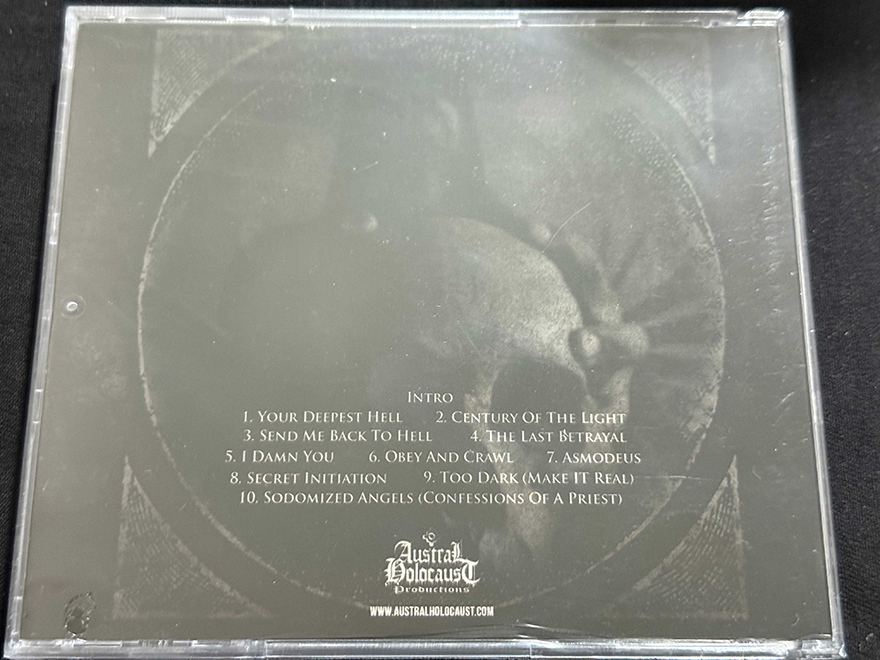 Intro
1. Your Deepest Hell 2. Century Of The Light
3. Send Me Back To Hell 4. The Last Betrayal
5. I Damn You 6. Obey And Crawl 7. Asmodeus
8. Secret Initiation 9. Too Dark (Make It Real)
10. Sodomized Angels (Confessions Of A Priest)
Austral
Holocaust
Productions
WWW.AUSTRALHOLOCAUST.COM